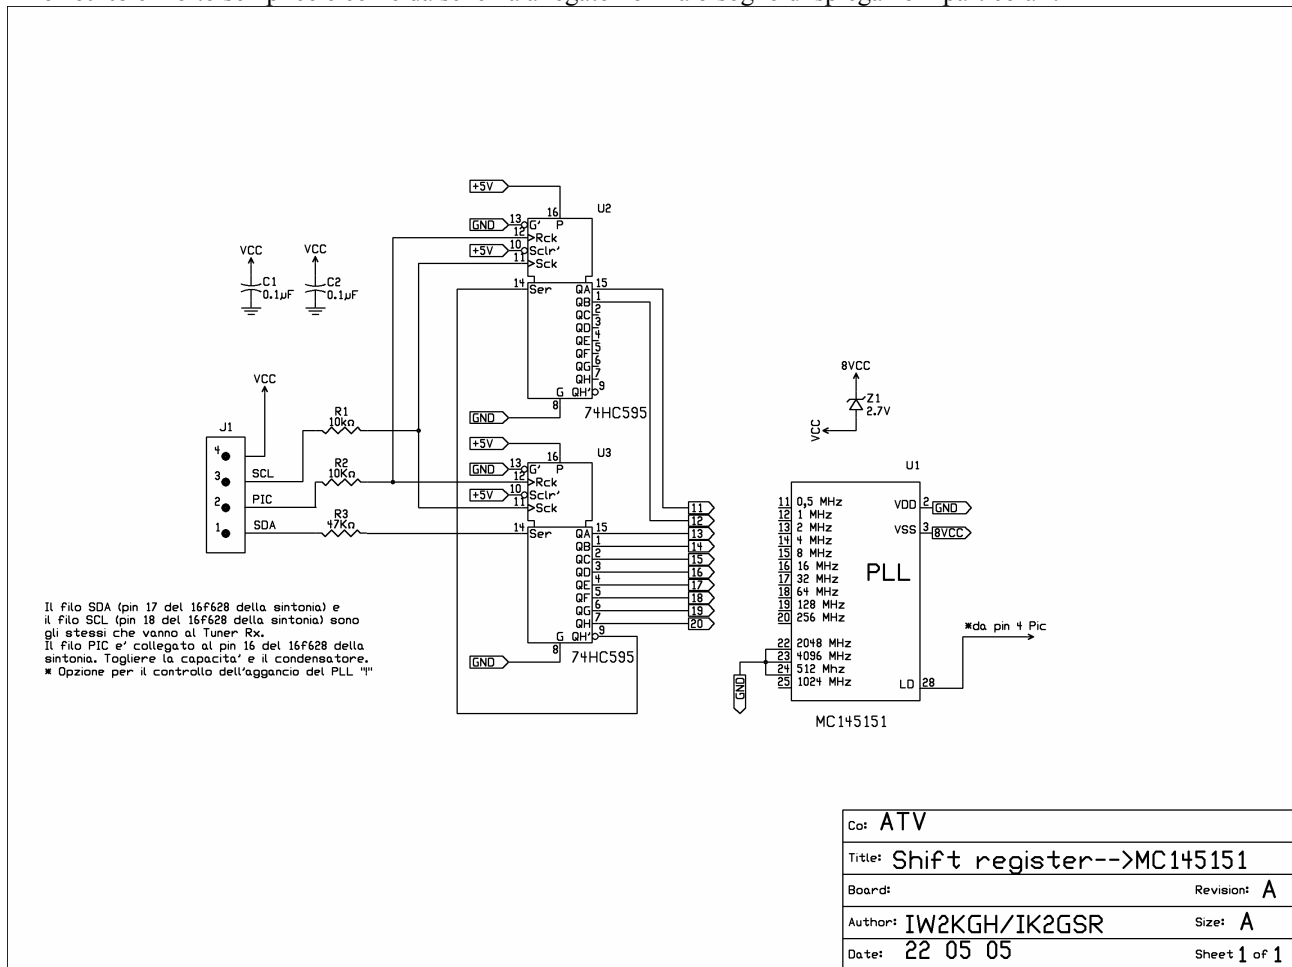 +5V
16
U2
GND
13
G'
P
12
Rck
+5V
10
Sclr'
11
Sck
VCC
VCC
C1
0.1µF
C2
0.1µF
14
Ser
QA
15
QB
1
QC
2
QD
3
QE
4
QF
5
QG
6
QH
7
G
QH'
9
8
GND
74HC595
8VCC
Z1
2.7V
VCC
VCC
J1
4
3
2
1
SCL
PIC
SDA
R1
10kΩ
R2
10KΩ
R3
47KΩ
+5V
16
U3
GND
13
G'
P
12
Rck
+5V
10
Sclr'
11
Sck
14
Ser
QA
15
QB
1
QC
2
QD
3
QE
4
QF
5
QG
6
QH
7
G
QH'
9
8
GND
74HC595
11
12
13
14
15
16
17
18
19
20
U1
11 0,5 MHz
12 1 MHz
13 2 MHz
14 4 MHz
15 8 MHz
16 16 MHz
17 32 MHz
18 64 MHz
19 128 MHz
20 256 MHz
22 2048 MHz
23 4096 MHz
24 512 Mhz
25 1024 MHz
VDD 2 GND
VSS 3 8VCC
PLL
LD 28
*da pin 4 Pic
GND
MC145151
Il filo SDA (pin 17 del 16f628 della sintonia) e
il filo SCL (pin 18 del 16f628 della sintonia) sono
gli stessi che vanno al Tuner Rx.
Il filo PIC e' collegato al pin 16 del 16f628 della
sintonia. Togliere la capacita' e il condensatore.
* Opzione per il controllo dell'aggancio del PLL "!"
Co: ATV
Title: Shift register-->MC145151
Board:
Revision: A
Author: IW2KGH/IK2GSR
Size: A
Date: 22 05 05
Sheet 1 of 1